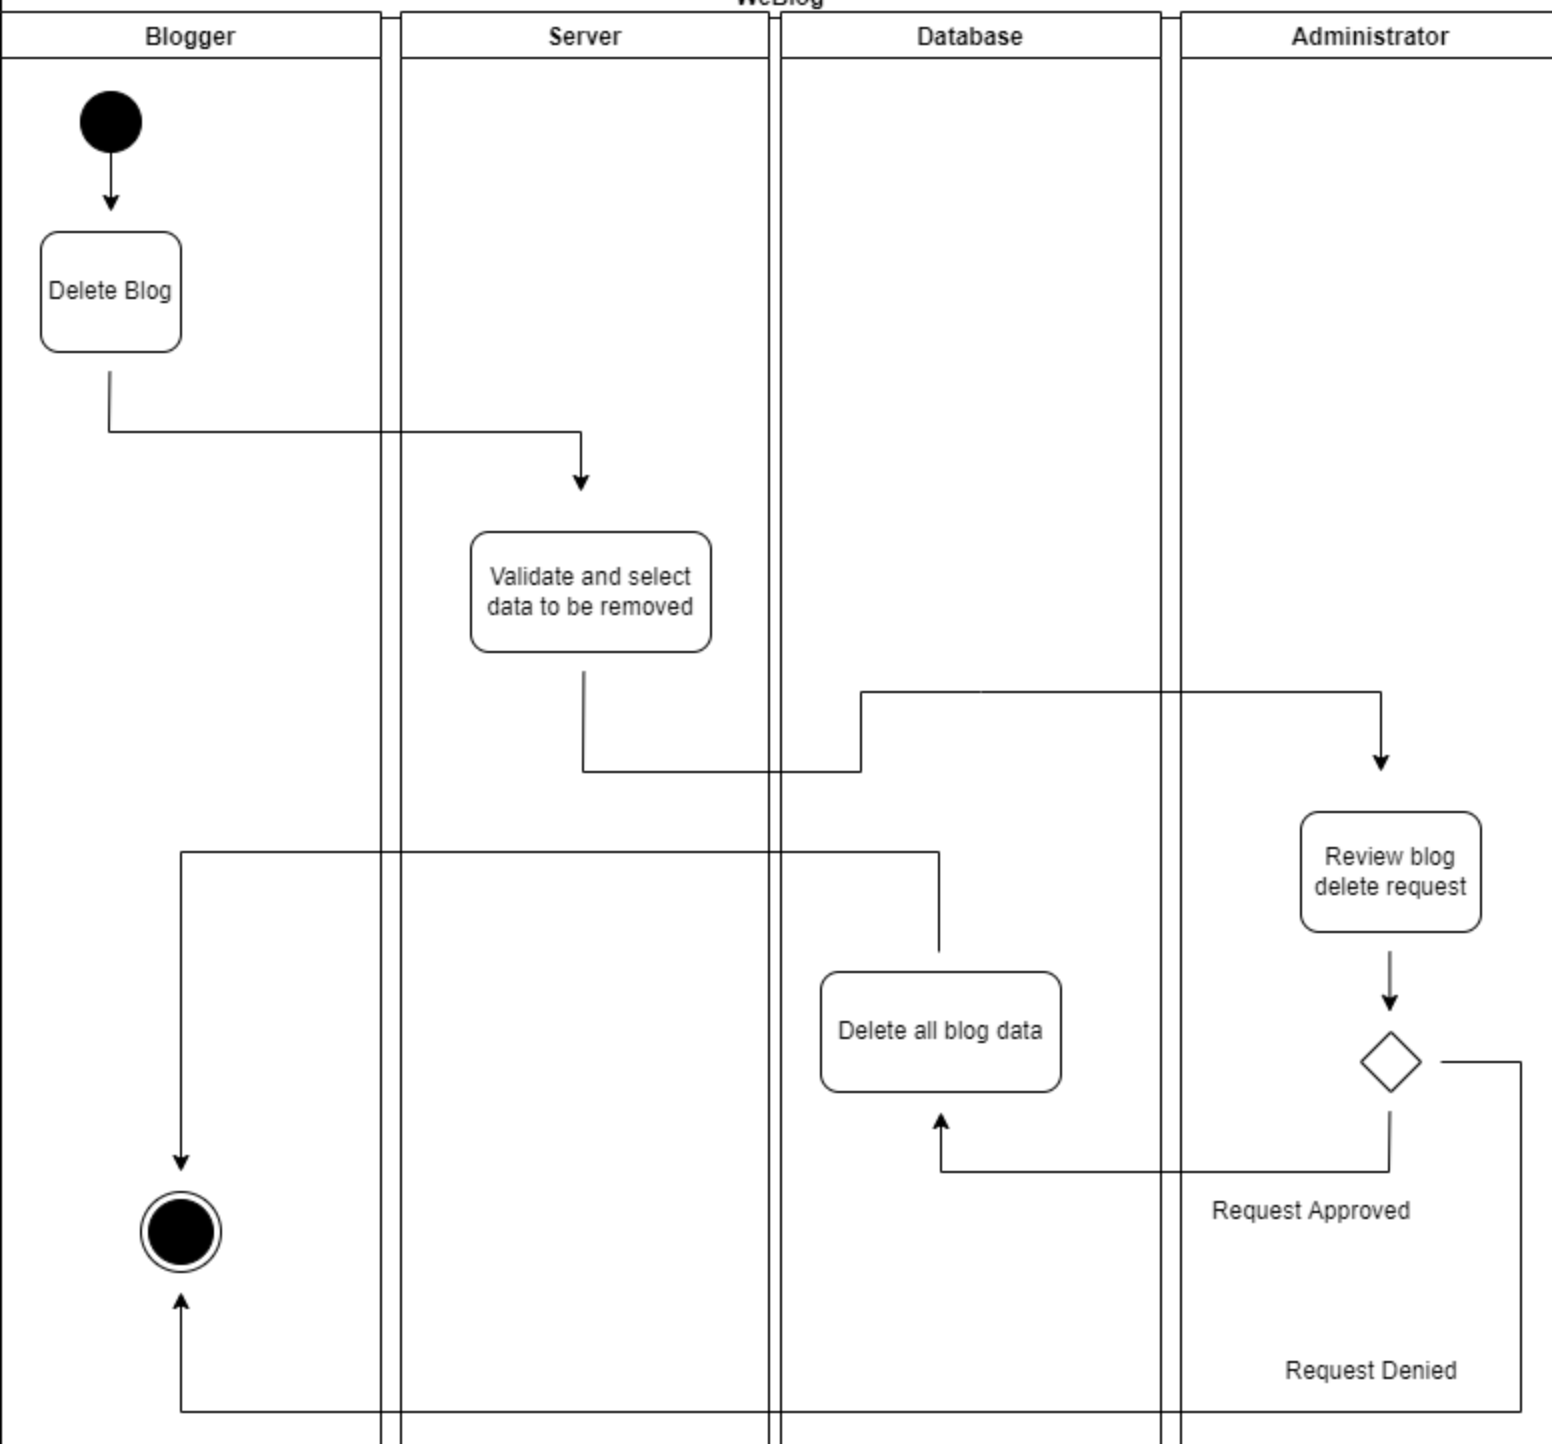 WeBlog
Blogger
Server
Database
Administrator
Delete Blog
Validate and select
data to be removed
Review blog
delete request
Delete all blog data
Request Approved
Request Denied